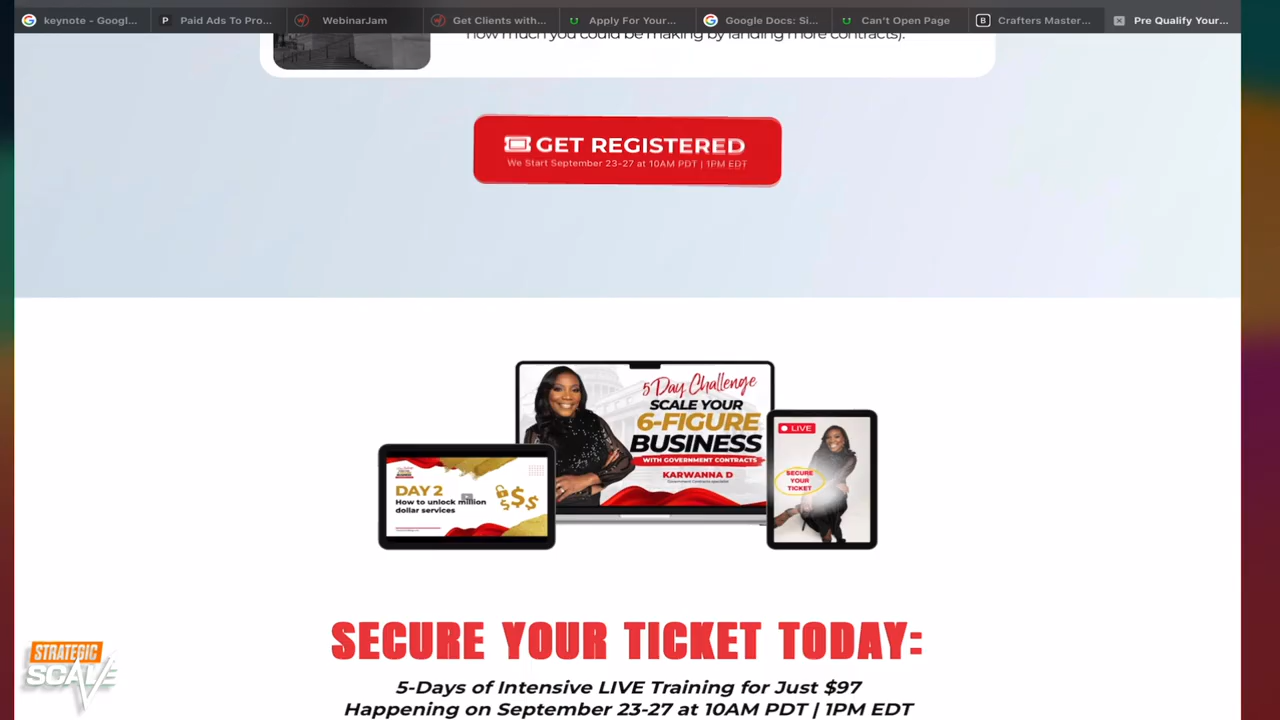 keynote - Googl...
Paid Ads To Pro...
WebinarJam
Get Clients with...
Apply For Your...
Google Docs: Si...
Can't Open Page
Crafters Master...
Pre Qualify Your...
how much you could be making by landing more contracts).
GET REGISTERED
We Start September 23-27 at 10AM PDT | 1PM EDT
5 Day Challenge
SCALE YOUR
6-FIGURE
BUSINESS
WITH GOVERNMENT CONTRACTS
KARWANNA D
DAY 2
How to unlock million
dollar services
LIVE
SECURE
YOUR
TICKET
SECURE YOUR TICKET TODAY:
5-Days of Intensive LIVE Training for Just $97
Happening on September 23-27 at 10AM PDT | 1PM EDT
STRATEGIC
SCALE